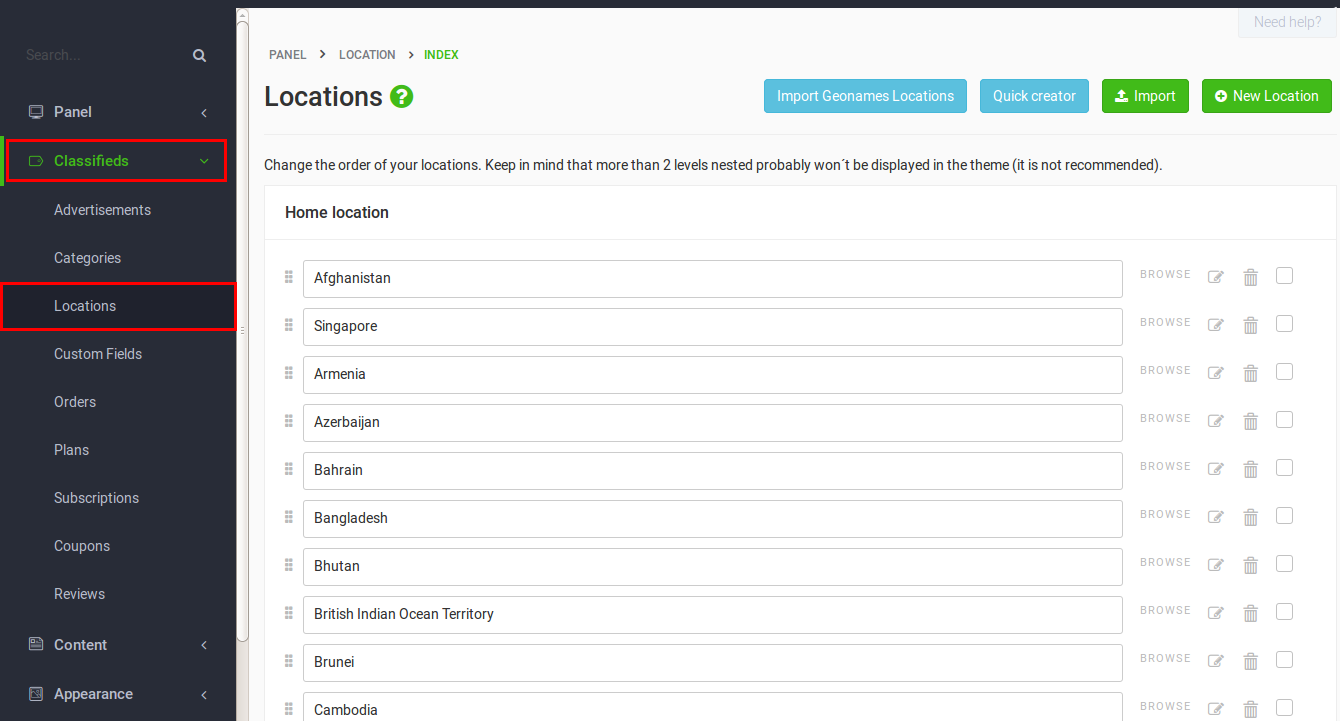 Need help?
Search...
Panel
Classifieds
Advertisements
Categories
Locations
Custom Fields
Orders
Plans
Subscriptions
Coupons
Reviews
Content
Appearance
PANEL > LOCATION > INDEX
Locations ?
Import Geonames Locations
Quick creator
Import
New Location
Change the order of your locations. Keep in mind that more than 2 levels nested probably won´t be displayed in the theme (it is not recommended).
Home location
Afghanistan BROWSE
Singapore BROWSE
Armenia BROWSE
Azerbaijan BROWSE
Bahrain BROWSE
Bangladesh BROWSE
Bhutan BROWSE
British Indian Ocean Territory BROWSE
Brunei BROWSE
Cambodia BROWSE